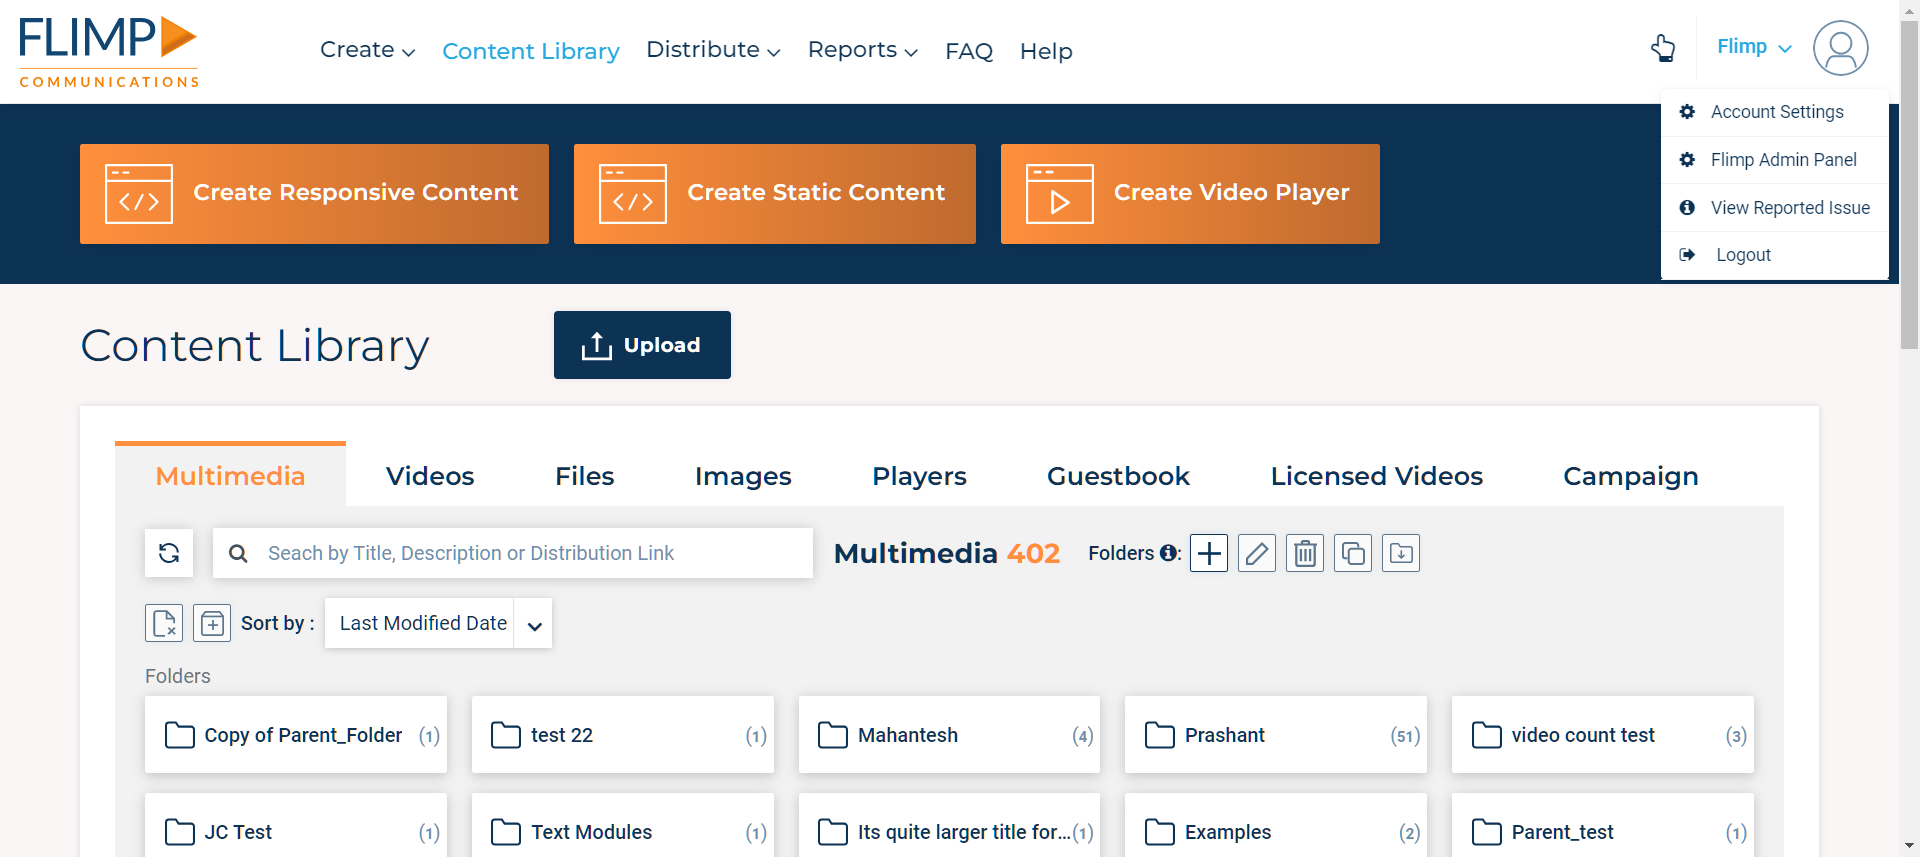 FLIMP
COMMUNICATIONS
Create
Content Library
Distribute
Reports
FAQ
Help
Flimp
Account Settings
Flimp Admin Panel
View Reported Issue
Logout
Create Responsive Content
Create Static Content
Create Video Player
Content Library
Upload
Multimedia
Videos
Files
Images
Players
Guestbook
Licensed Videos
Campaign
Seach by Title, Description or Distribution Link
Multimedia 402
Folders :
Sort by :
Last Modified Date
Folders
Copy of Parent_Folder (1)
test 22 (1)
Mahantesh (4)
Prashant (51)
video count test (3)
JC Test (1)
Text Modules (1)
Its quite larger title for... (1)
Examples (2)
Parent_test (1)